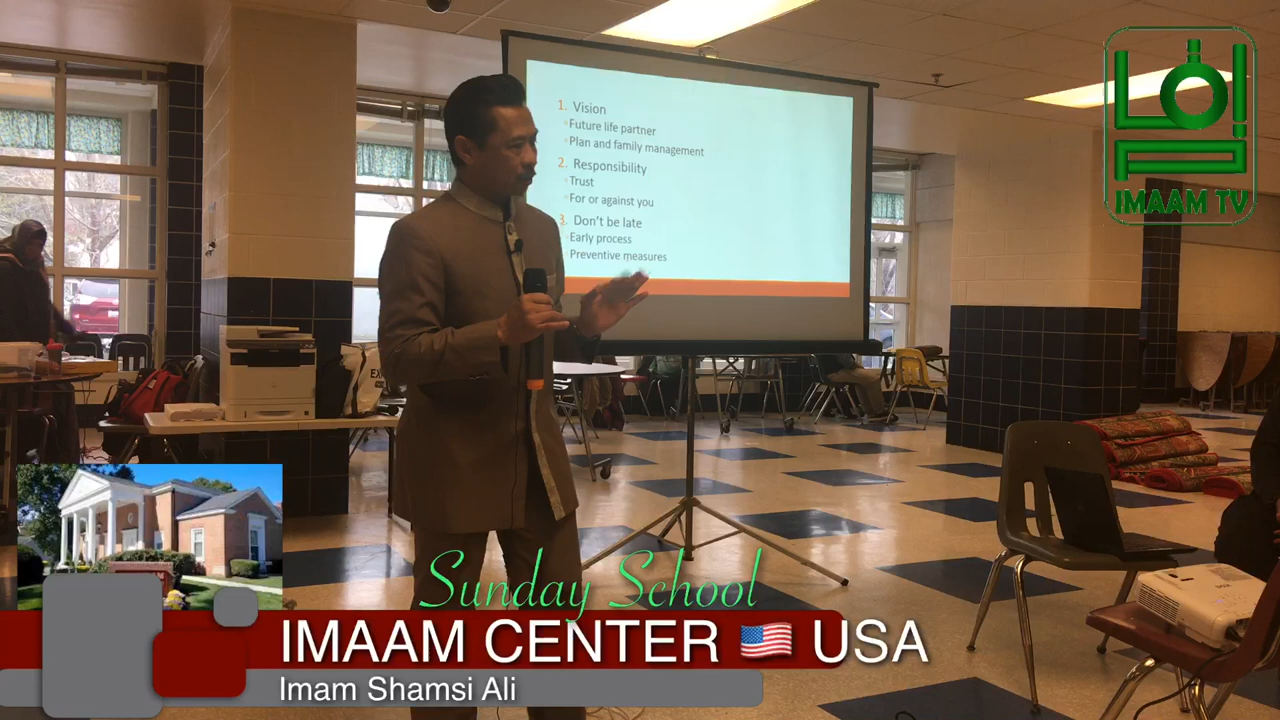 1. Vision
Future life partner
Plan and family management
2. Responsibility
Trust
For or against you
3. Don't be late
Early process
Preventive measures
IMAAM TV
Sunday School
IMAAM CENTER 🇺🇸 USA
Imam Shamsi Ali